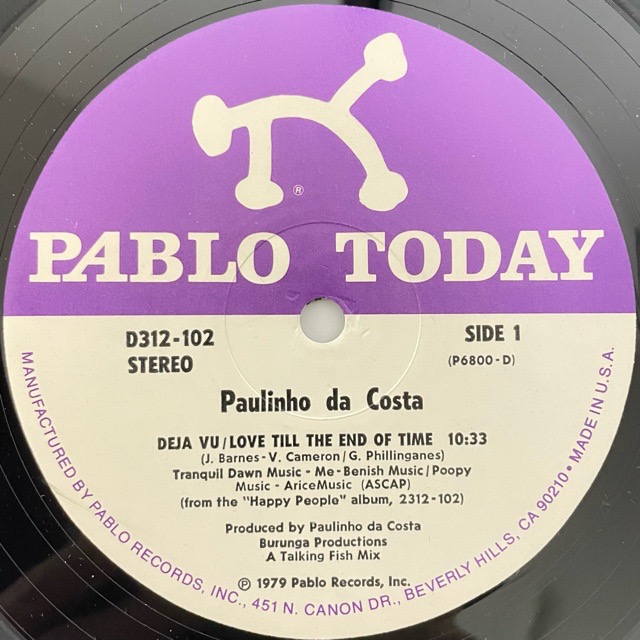 ®
PABLO TODAY
D312-102
STEREO
SIDE 1
(P6800-D)
Paulinho da Costa
DEJA VU/LOVE TILL THE END OF TIME 10:33
(J. Barnes-V. Cameron/G. Phillinganes)
Tranquil Dawn Music - Me-Benish Music/Poopy
Music - AriceMusic (ASCAP)
(from the "Happy People" album, 2312-102)
Produced by Paulinho da Costa
Burunga Productions
A Talking Fish Mix
℗ 1979 Pablo Records, Inc.
MANUFACTURED BY PABLO RECORDS, INC., 451 N. CANON DR., BEVERLY HILLS, CA 90210 • MADE IN U.S.A.